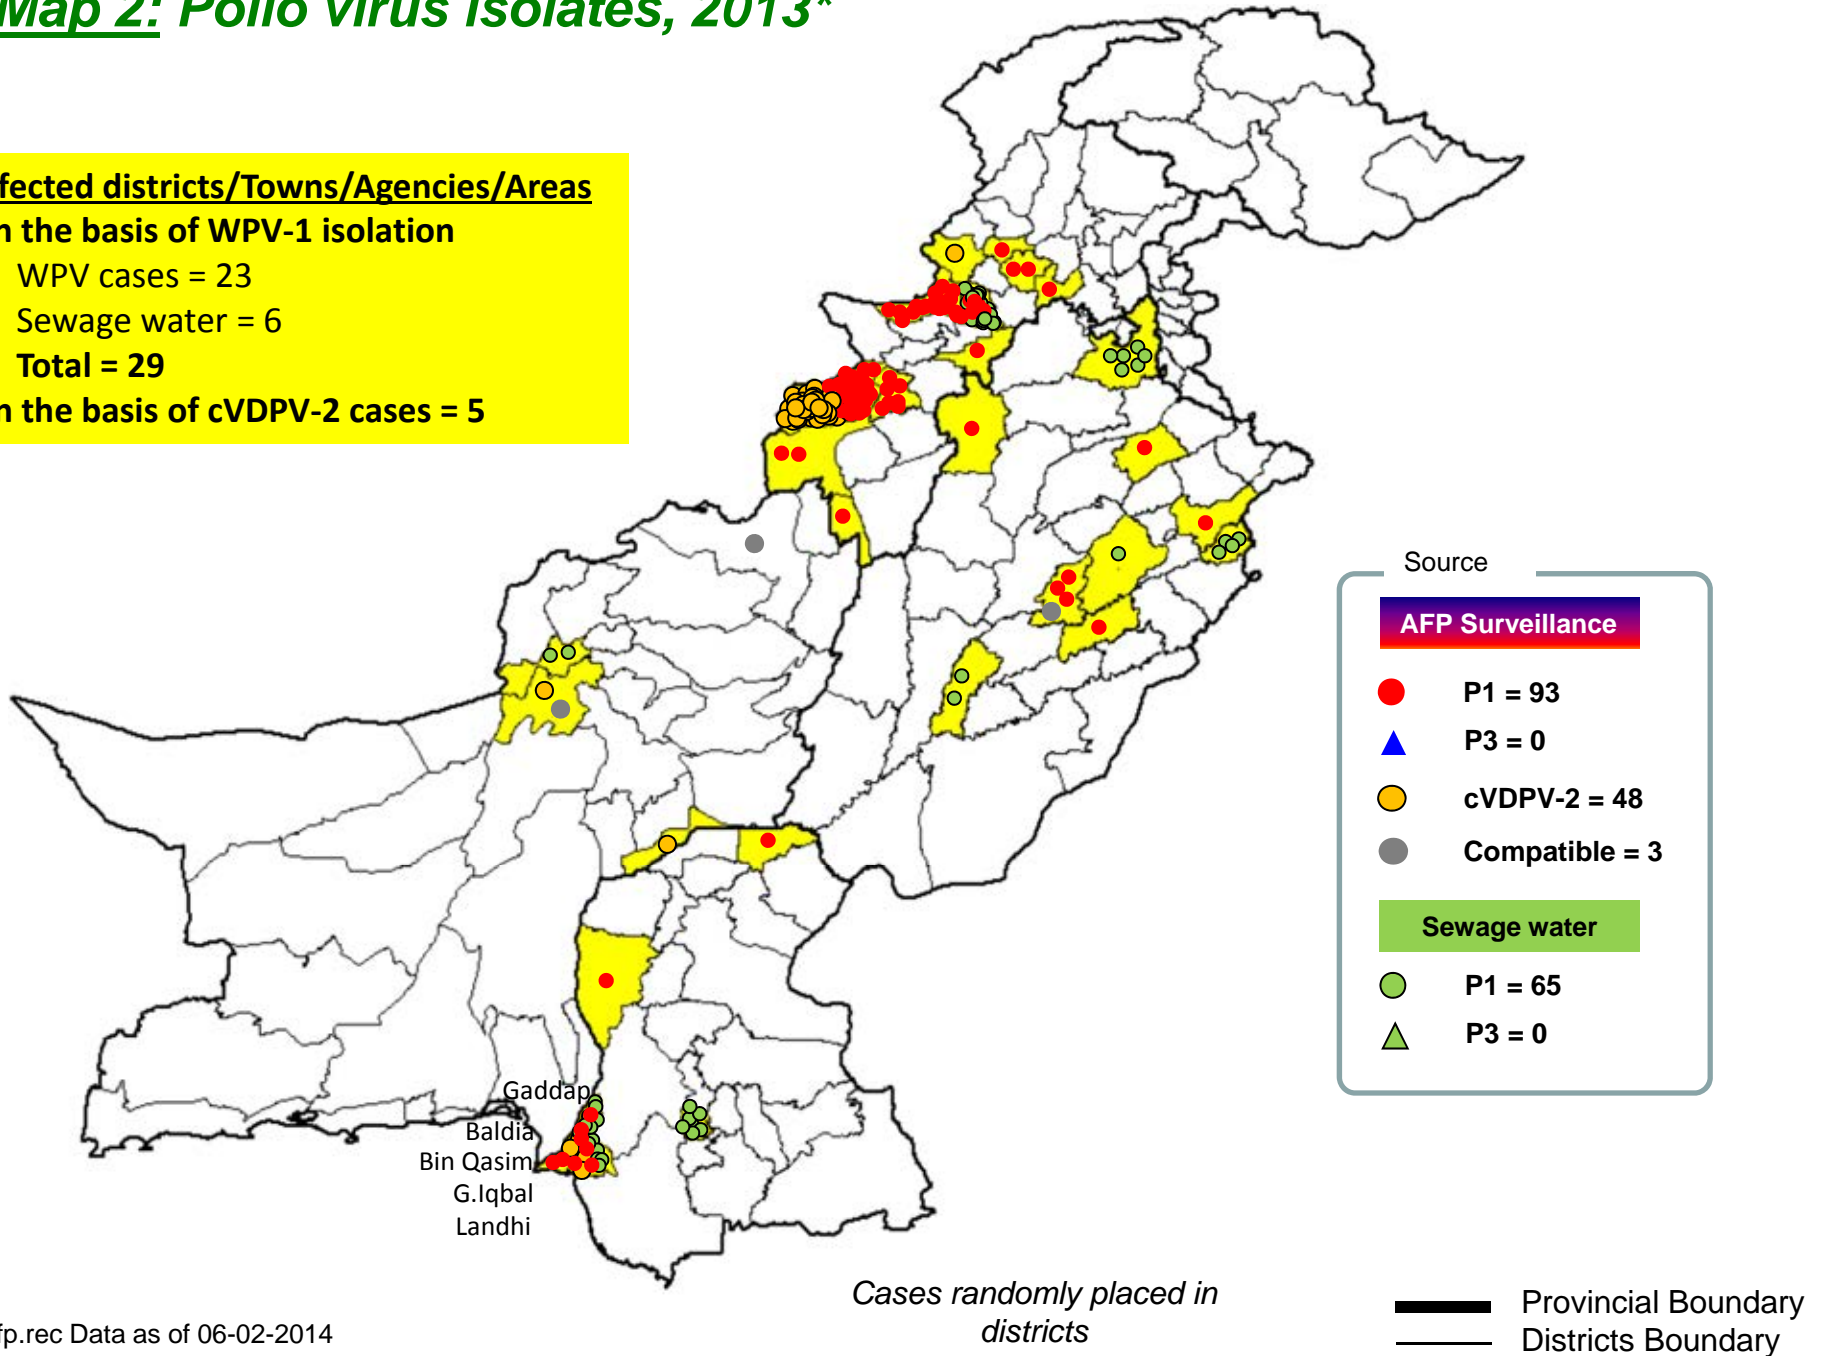 Map 2: Polio virus isolates, 2013*
fected districts/Towns/Agencies/Areas
n the basis of WPV-1 isolation
WPV cases = 23
Sewage water = 6
Total = 29
n the basis of cVDPV-2 cases = 5
Source
AFP Surveillance
P1 = 93
P3 = 0
cVDPV-2 = 48
Compatible = 3
Sewage water
P1 = 65
P3 = 0
Gaddap
Baldia
Bin Qasim
G.Iqbal
Landhi
Cases randomly placed in
districts
Provincial Boundary
Districts Boundary
fp.rec Data as of 06-02-2014